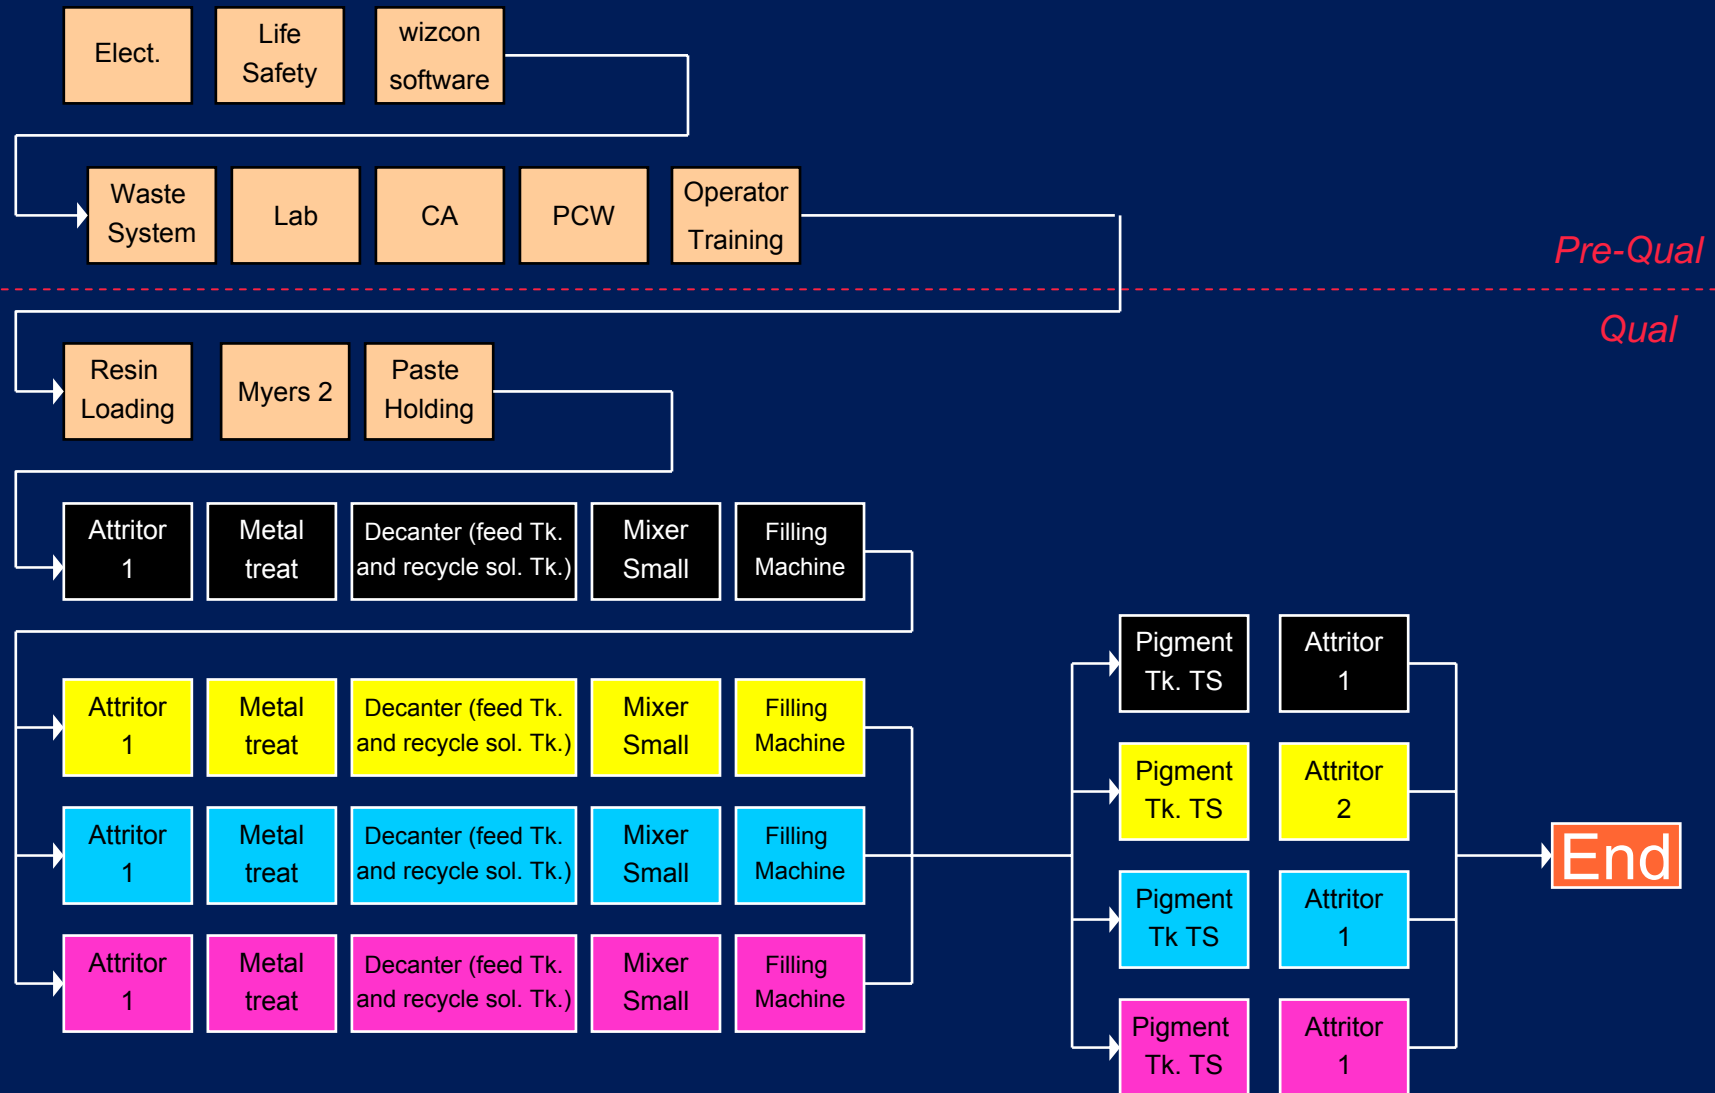 Elect.
Life
Safety
wizcon
software
Waste
System
Lab
CA
PCW
Operator
Training
Pre-Qual
Qual
Resin
Loading
Myers 2
Paste
Holding
Attritor
1
Metal
treat
Decanter (feed Tk.
and recycle sol. Tk.)
Mixer
Small
Filling
Machine
Attritor
1
Metal
treat
Decanter (feed Tk.
and recycle sol. Tk.)
Mixer
Small
Filling
Machine
Attritor
1
Metal
treat
Decanter (feed Tk.
and recycle sol. Tk.)
Mixer
Small
Filling
Machine
Attritor
1
Metal
treat
Decanter (feed Tk.
and recycle sol. Tk.)
Mixer
Small
Filling
Machine
Pigment
Tk. TS
Attritor
1
Pigment
Tk. TS
Attritor
2
Pigment
Tk TS
Attritor
1
Pigment
Tk. TS
Attritor
1
End